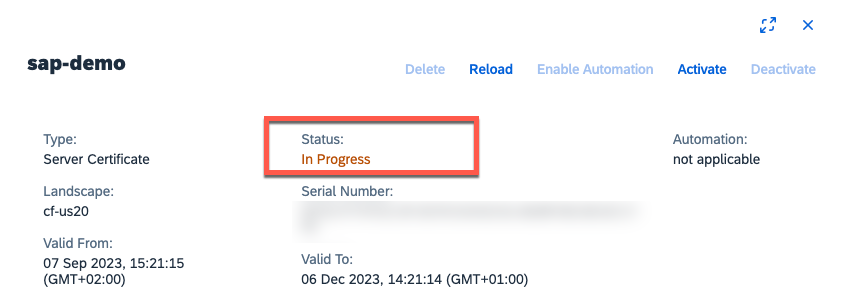 sap-demo
Delete Reload Enable Automation Activate Deactivate
Type: Status: Automation:
Server Certificate In Progress not applicable
Landscape: Serial Number:
cf-us20
Valid From: Valid To:
07 Sep 2023, 15:21:15 06 Dec 2023, 14:21:14 (GMT+01:00)
(GMT+02:00)